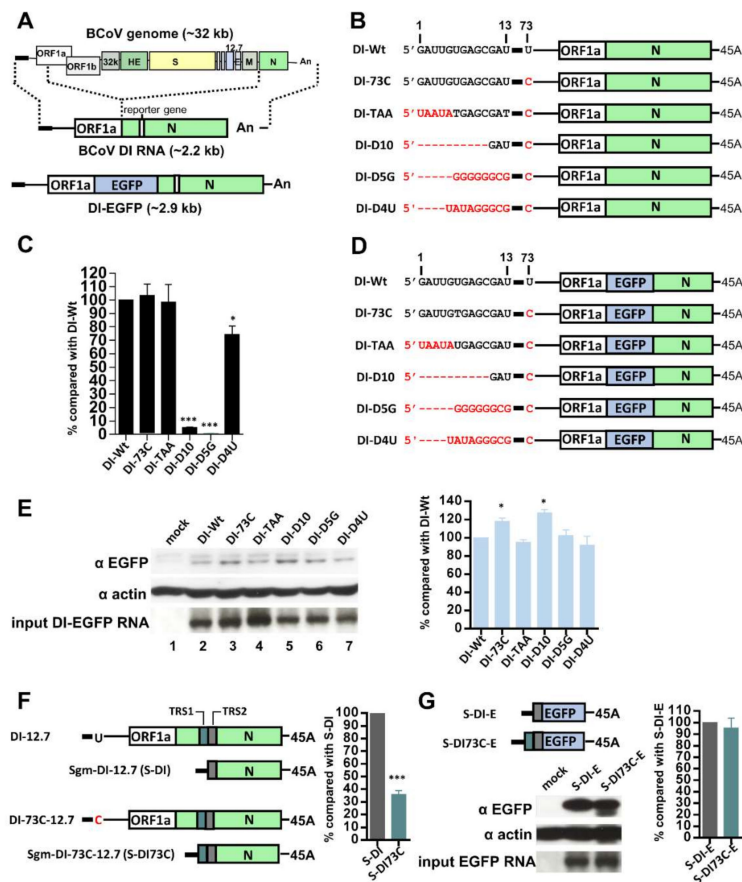 A
BCoV genome (~32 kb)
ORF1a
ORF1b
32k
HE
S
12.7
E
M
N
An
reporter gene
ORF1a
N
An
BCoV DI RNA (~2.2 kb)
ORF1a
EGFP
N
An
DI-EGFP (~2.9 kb)
B
1 13 73
DI-Wt 5'GAUUGUGAGCGAU U ORF1a N 45A
DI-73C 5'GAUUGUGAGCGAU C ORF1a N 45A
DI-TAA 5'UAAUATGAGCGAT C ORF1a N 45A
DI-D10 5'----------GAU C ORF1a N 45A
DI-D5G 5'-----GGGGGGCG C ORF1a N 45A
DI-D4U 5'----UAUAGGGCG C ORF1a N 45A
C
% compared with DI-Wt
120
110
100
90
80
70
60
50
40
30
20
10
0
***
***
*
DI-Wt
DI-73C
DI-TAA
DI-D10
DI-D5G
DI-D4U
D
1 13 73
DI-Wt 5'GAUUGUGAGCGAU U ORF1a EGFP N 45A
DI-73C 5'GAUUGTGAGCGAU C ORF1a EGFP N 45A
DI-TAA 5'UAAUAUGAGCGAU C ORF1a EGFP N 45A
DI-D10 5'----------GAU C ORF1a EGFP N 45A
DI-D5G 5'-----GGGGGGCG C ORF1a EGFP N 45A
DI-D4U 5'----UAUAGGGCG C ORF1a EGFP N 45A
E
mock
DI-Wt
DI-73C
DI-TAA
DI-D10
DI-D5G
DI-D4U
α EGFP
α actin
input DI-EGFP RNA
1 2 3 4 5 6 7
% compared with DI-Wt
140
120
100
80
60
40
20
0
*
*
DI-Wt
DI-73C
DI-TAA
DI-D10
DI-D5G
DI-D4U
F
TRS1
TRS2
DI-12.7 U ORF1a N 45A
Sgm-DI-12.7 (S-DI) N 45A
DI-73C-12.7 C ORF1a N 45A
Sgm-DI-73C-12.7 (S-DI73C) N 45A
% compared with S-DI
100
90
80
70
60
50
40
30
20
10
0
***
S-DI
S-DI73C
G
S-DI-E EGFP 45A
S-DI73C-E EGFP 45A
mock
S-DI-E
S-DI73C-E
α EGFP
α actin
input EGFP RNA
% compared with S-DI-E
110
100
90
80
70
60
50
40
30
20
10
0
S-DI-E
S-DI73C-E